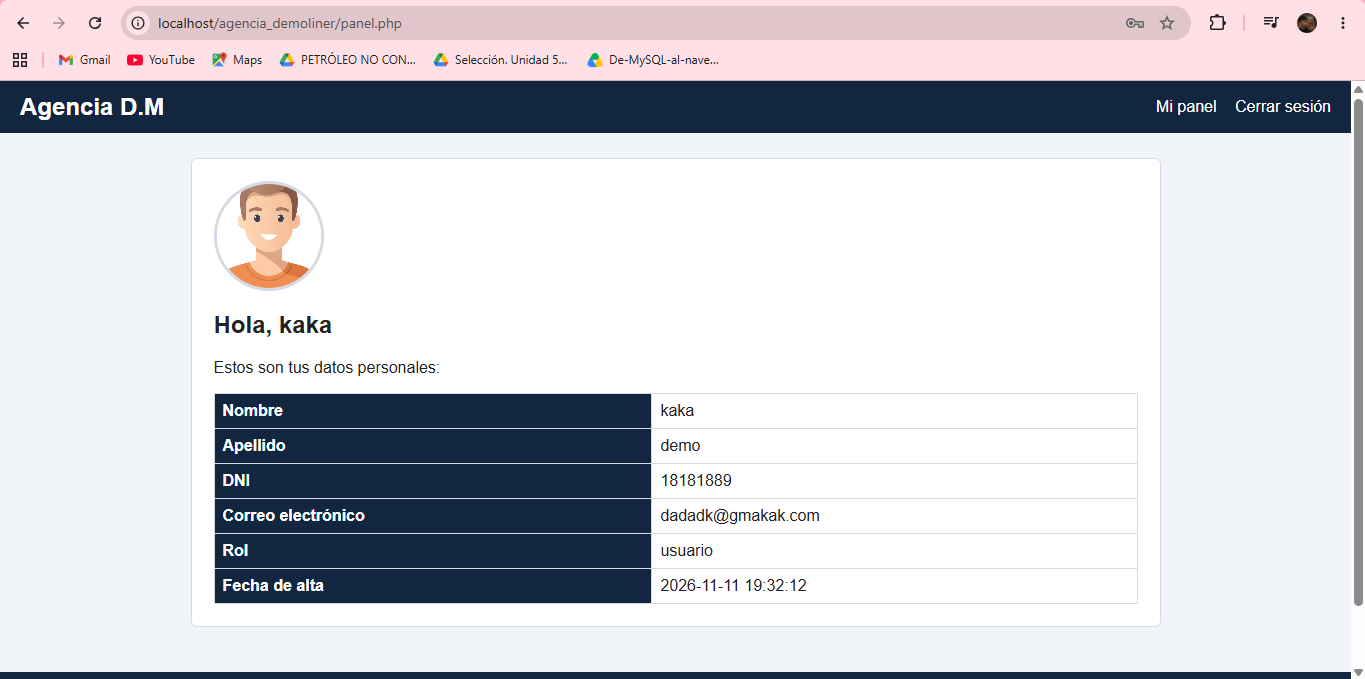 localhost/agencia_demoliner/panel.php
Gmail YouTube Maps PETRÓLEO NO CON... Selección. Unidad 5... De-MySQL-al-nave...
Agencia D.M Mi panel Cerrar sesión
Hola, kaka
Estos son tus datos personales:
Nombre kaka
Apellido demo
DNI 18181889
Correo electrónico dadadk@gmakak.com
Rol usuario
Fecha de alta 2026-11-11 19:32:12